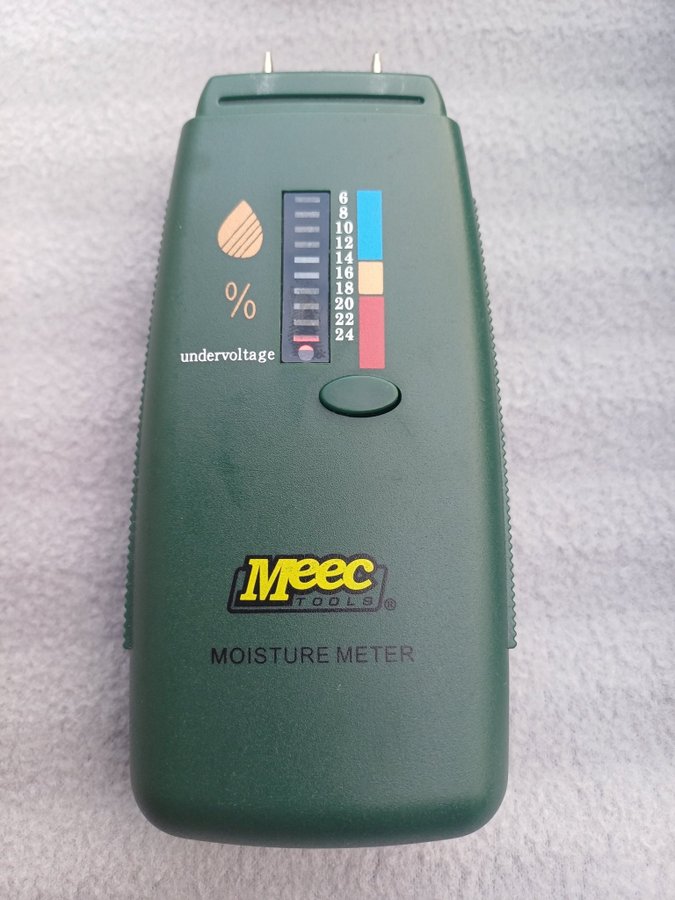 6
8
10
12
14
16
18
20
22
24
%
undervoltage
Meec
TOOLS®
MOISTURE METER